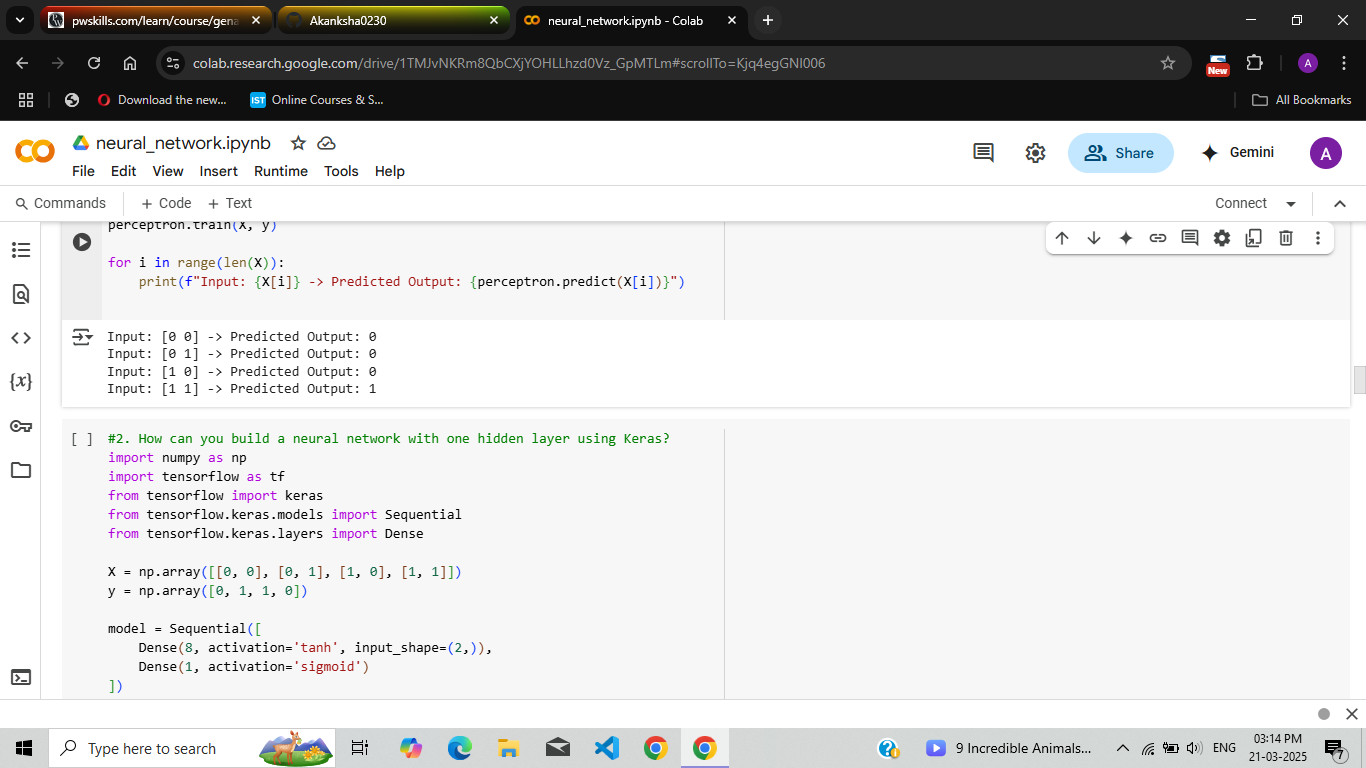 pwskills.com/learn/course/gena
Akanksha0230
neural_network.ipynb - Colab
colab.research.google.com/drive/1TMJvNKRm8QbCXjYOHLLhzd0Vz_GpMTLm#scrollTo=Kjq4egGNI006
New
A
Download the new...
IST Online Courses & S...
All Bookmarks
neural_network.ipynb
File Edit View Insert Runtime Tools Help
Share
Gemini
A
Commands + Code + Text
Connect
perceptron.train(X, y)
for i in range(len(X)):
    print(f"Input: {X[i]} -> Predicted Output: {perceptron.predict(X[i])}")
Input: [0 0] -> Predicted Output: 0
Input: [0 1] -> Predicted Output: 0
Input: [1 0] -> Predicted Output: 0
Input: [1 1] -> Predicted Output: 1
[ ] #2. How can you build a neural network with one hidden layer using Keras?
import numpy as np
import tensorflow as tf
from tensorflow import keras
from tensorflow.keras.models import Sequential
from tensorflow.keras.layers import Dense
X = np.array([[0, 0], [0, 1], [1, 0], [1, 1]])
y = np.array([0, 1, 1, 0])
model = Sequential([
    Dense(8, activation='tanh', input_shape=(2,)),
    Dense(1, activation='sigmoid')
])
{x}
Type here to search
9 Incredible Animals...
ENG
03:14 PM
21-03-2025
7